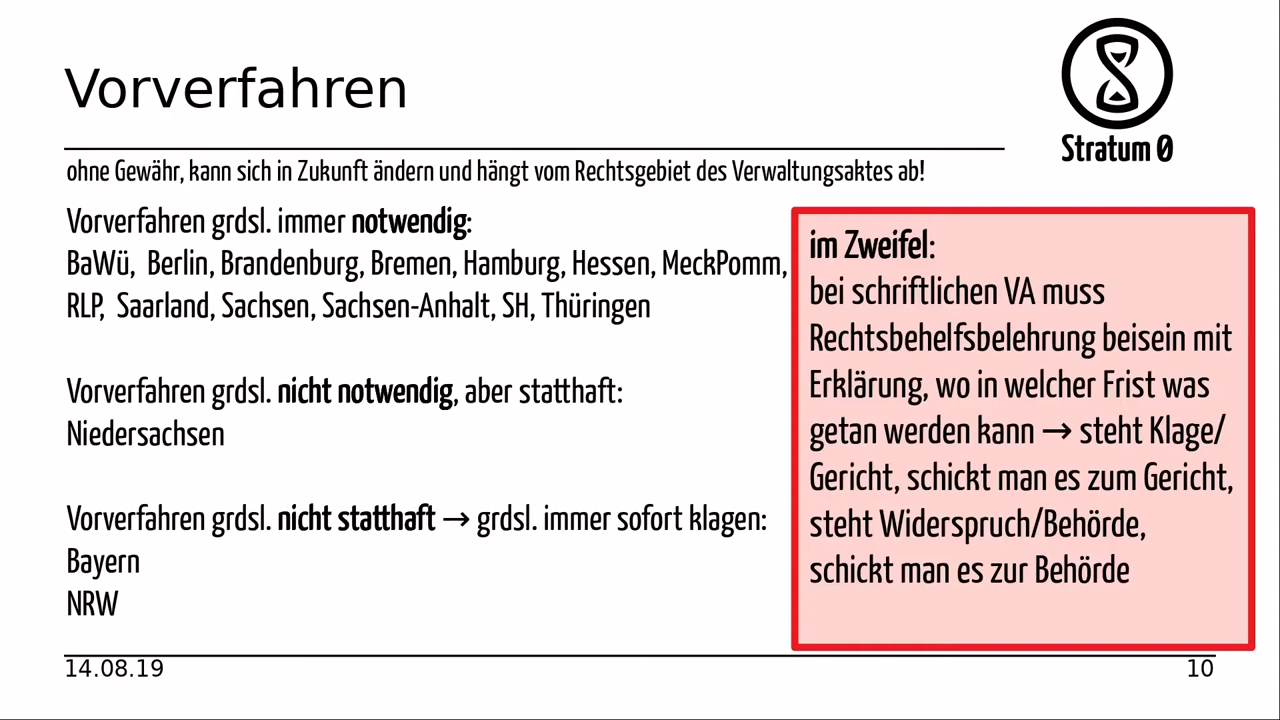 Vorverfahren
Stratum 0
ohne Gewähr, kann sich in Zukunft ändern und hängt vom Rechtsgebiet des Verwaltungsaktes ab!
Vorverfahren grdsl. immer notwendig:
BaWü, Berlin, Brandenburg, Bremen, Hamburg, Hessen, MeckPomm,
RLP, Saarland, Sachsen, Sachsen-Anhalt, SH, Thüringen
Vorverfahren grdsl. nicht notwendig, aber statthaft:
Niedersachsen
Vorverfahren grdsl. nicht statthaft → grdsl. immer sofort klagen:
Bayern
NRW
im Zweifel:
bei schriftlichen VA muss
Rechtsbehelfsbelehrung beisein mit
Erklärung, wo in welcher Frist was
getan werden kann → steht Klage/
Gericht, schickt man es zum Gericht,
steht Widerspruch/Behörde,
schickt man es zur Behörde
14.08.19
10